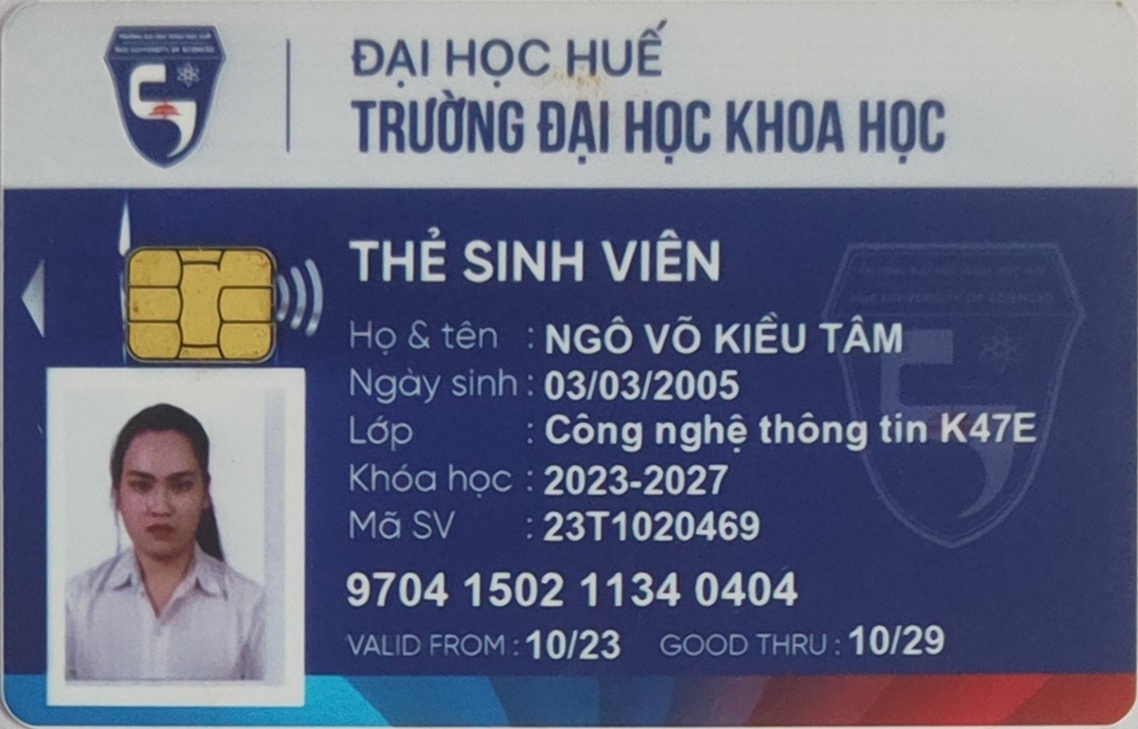 ĐẠI HỌC HUẾ
TRƯỜNG ĐẠI HỌC KHOA HỌC
THẺ SINH VIÊN
Họ & tên : NGÔ VÕ KIỀU TÂM
Ngày sinh : 03/03/2005
Lớp : Công nghệ thông tin K47E
Khóa học : 2023-2027
Mã SV : 23T1020469
9704 1502 1134 0404
VALID FROM : 10/23 GOOD THRU : 10/29